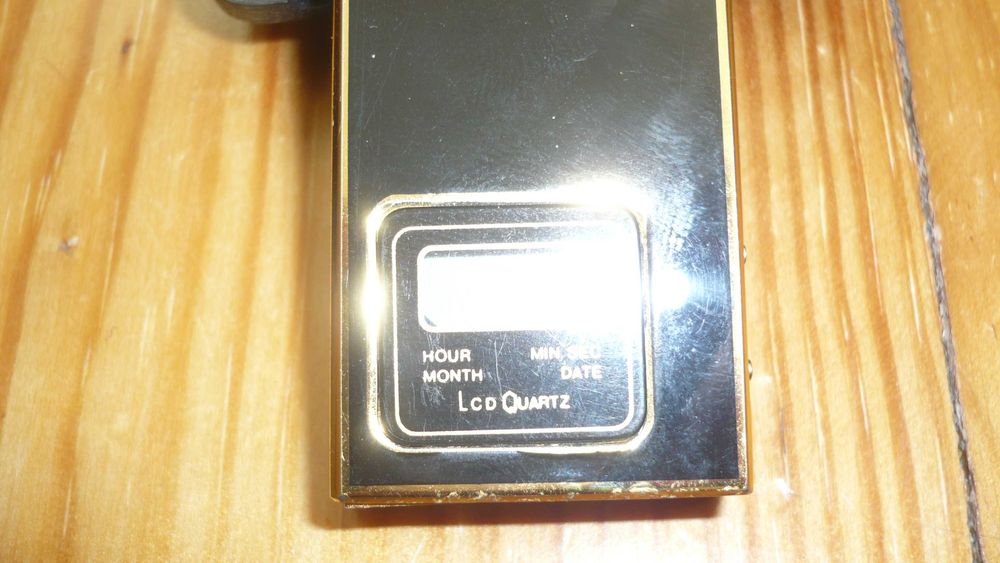 HOUR MIN. SEC
MONTH DATE
LCD QUARTZ